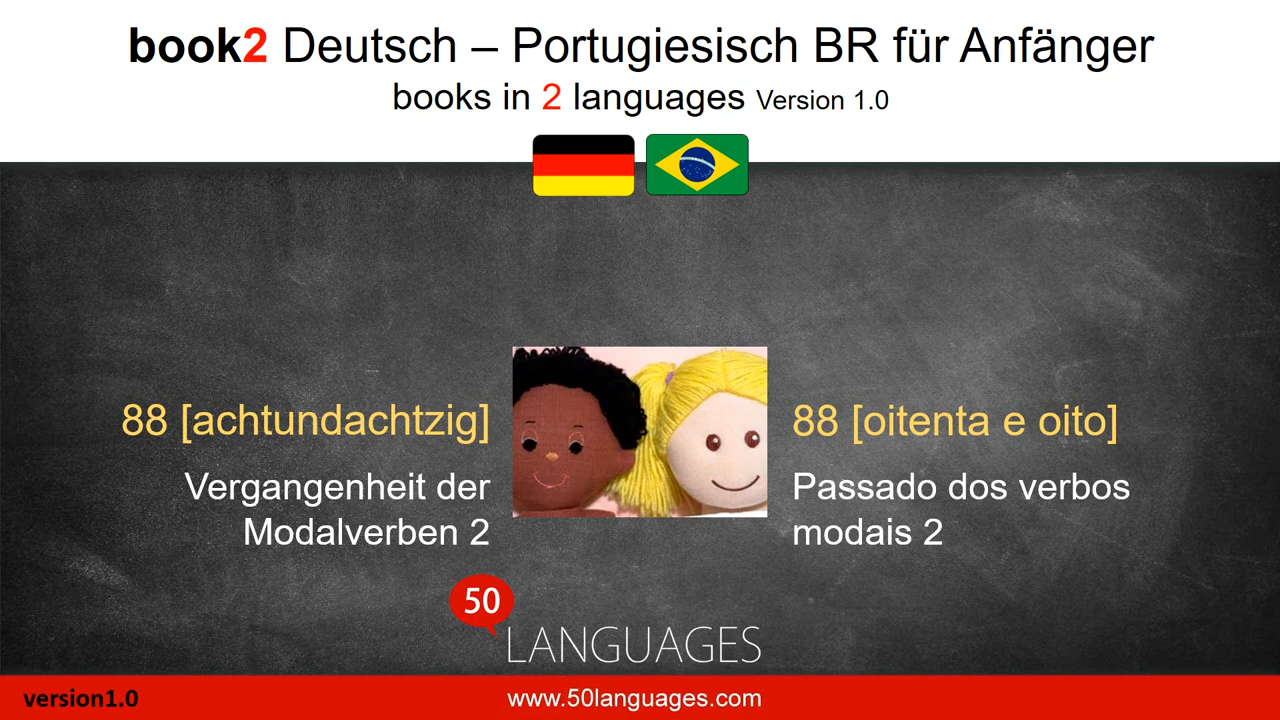 book2 Deutsch – Portugiesisch BR für Anfänger
books in 2 languages Version 1.0
88 [achtundachtzig]
Vergangenheit der
Modalverben 2
88 [oitenta e oito]
Passado dos verbos
modais 2
50
LANGUAGES
version1.0
www.50languages.com